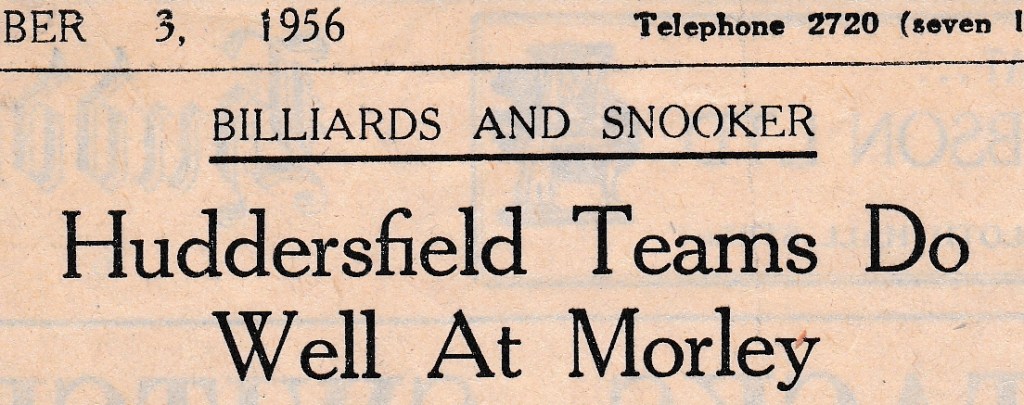 BER 3, 1956 Telephone 2720 (seven
BILLIARDS AND SNOOKER
Huddersfield Teams Do
Well At Morley